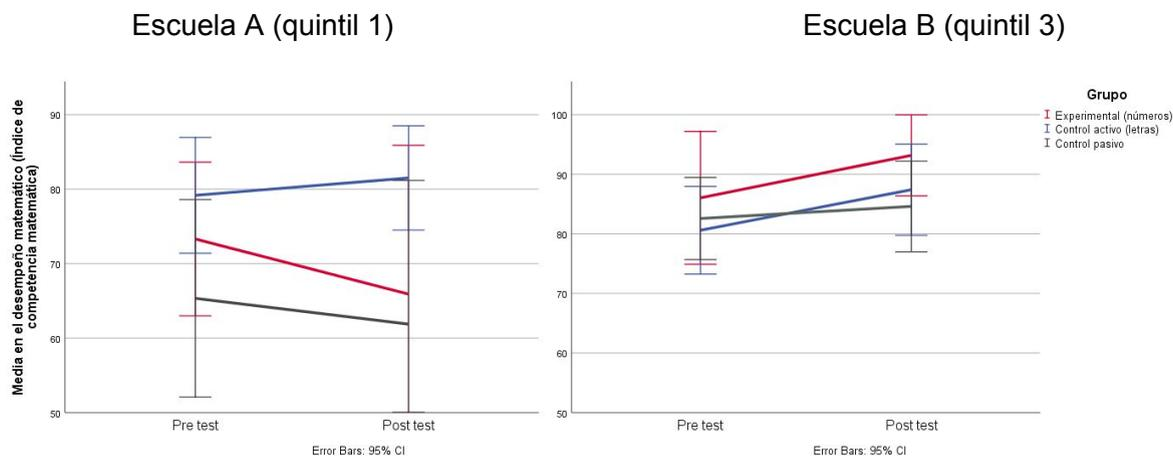 Escuela A (quintil 1)
Escuela B (quintil 3)
Media en el desempeño matemático (Índice de
competencia matemática)
90
80
70
60
50
Pre test
Post test
Error Bars: 95% CI
100
90
80
70
60
50
Pre test
Post test
Error Bars: 95% CI
Grupo
Experimental (números)
Control activo (letras)
Control pasivo